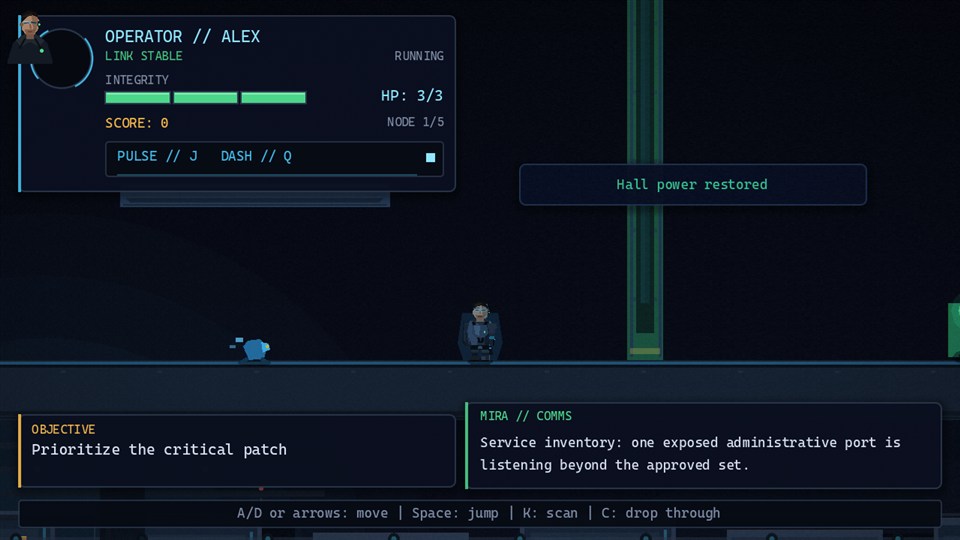 OPERATOR // ALEX
LINK STABLE
RUNNING
INTEGRITY
HP: 3/3
SCORE: 0
NODE 1/5
PULSE // J   DASH // Q
Hall power restored
OBJECTIVE
Prioritize the critical patch
MIRA // COMMS
Service inventory: one exposed administrative port is
listening beyond the approved set.
A/D or arrows: move | Space: jump | K: scan | C: drop through